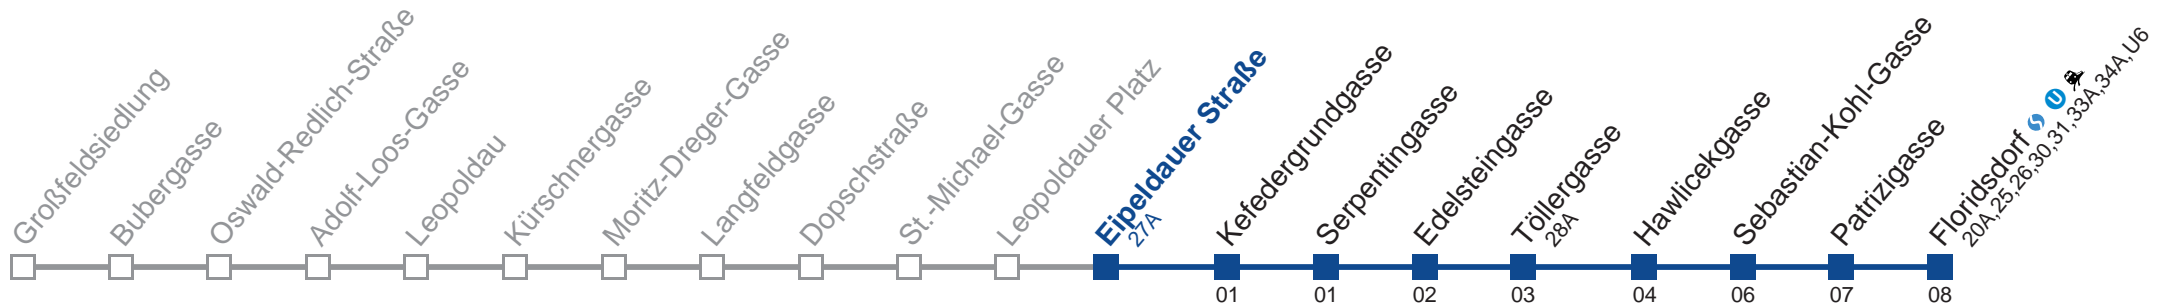 Großfeldsiedlung
Bubergasse
Oswald-Redlich-Straße
Adolf-Loos-Gasse
Leopoldau
Kürschnergasse
Moritz-Dreger-Gasse
Langfeldgasse
Dopschstraße
St.-Michael-Gasse
Leopoldauer Platz
Eipeldauer Straße
27A
Kefedergrundgasse
Serpentingasse
Edelsteingasse
Töllergasse
28A
Hawlicekgasse
Sebastian-Kohl-Gasse
Patrizigasse
Floridsdorf S U
20A,25,26,30,31,33A,34A,U6
01 01 02 03 04 06 07 08